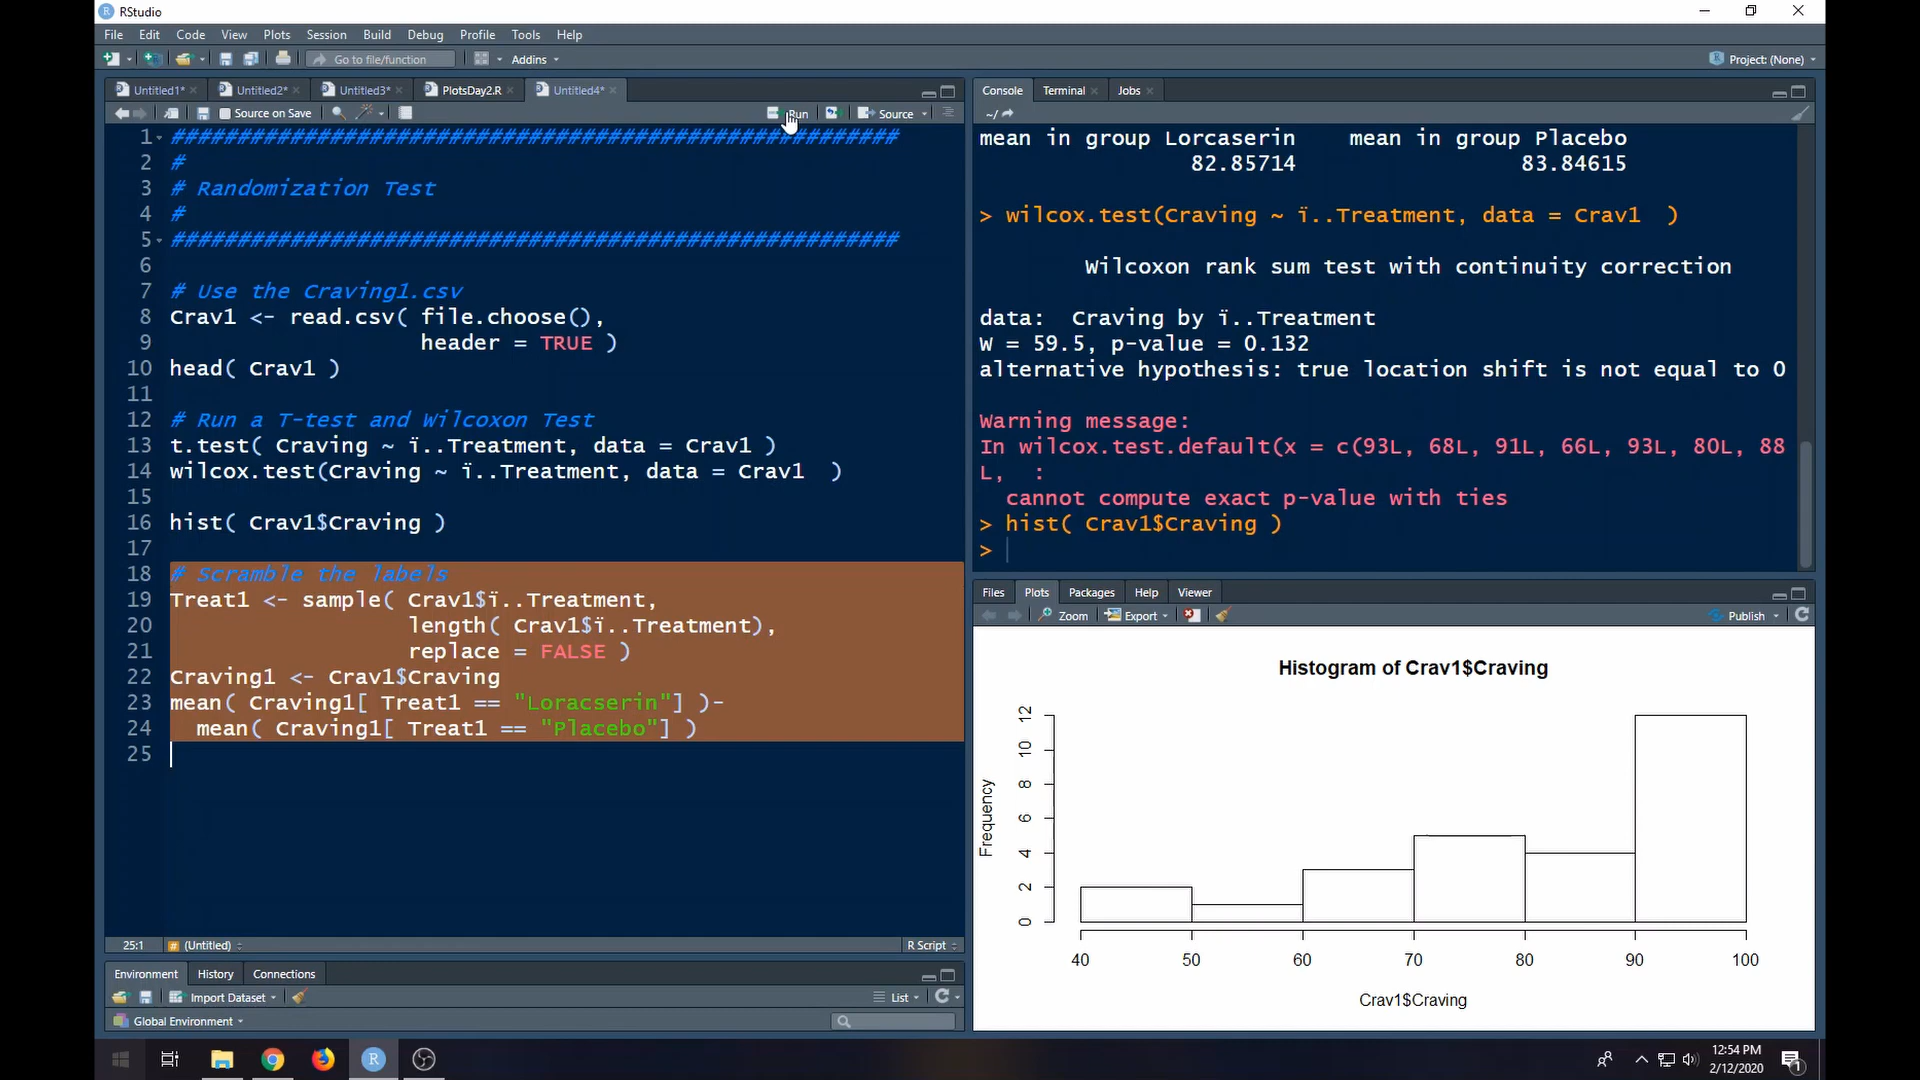 RStudio
File Edit Code View Plots Session Build Debug Profile Tools Help
Go to file/function Addins Project: (None)
Untitled1* Untitled2* Untitled3* PlotsDay2.R Untitled4*
Source on Save Run Source
1 ########################################################
2 #
3 # Randomization Test
4 #
5 ########################################################
6
7 # Use the Craving1.csv
8 Crav1 <- read.csv( file.choose(),
9 header = TRUE )
10 head( Crav1 )
11
12 # Run a T-test and Wilcoxon Test
13 t.test( Craving ~ ï..Treatment, data = Crav1 )
14 wilcox.test(Craving ~ ï..Treatment, data = Crav1  )
15
16 hist( Crav1$Craving )
17
18 # Scramble the labels
19 Treat1 <- sample( Crav1$ï..Treatment,
20 length( Crav1$ï..Treatment),
21 replace = FALSE )
22 Craving1 <- Crav1$Craving
23 mean( Craving1[ Treat1 == "Loracserin"] )-
24 mean( Craving1[ Treat1 == "Placebo"] )
25
25:1 # (Untitled) R Script
Environment History Connections
Import Dataset List
Global Environment
Console Terminal Jobs
~/
mean in group Lorcaserin mean in group Placebo
82.85714 83.84615
> wilcox.test(Craving ~ ï..Treatment, data = Crav1  )
Wilcoxon rank sum test with continuity correction
data:  Craving by ï..Treatment
W = 59.5, p-value = 0.132
alternative hypothesis: true location shift is not equal to 0
Warning message:
In wilcox.test.default(x = c(93L, 68L, 91L, 66L, 93L, 80L, 88
L,  :
cannot compute exact p-value with ties
> hist( Crav1$Craving )
>
Files Plots Packages Help Viewer
Zoom Export Publish
Histogram of Crav1$Craving
Frequency
12
10
8
6
4
2
0
40 50 60 70 80 90 100
Crav1$Craving
12:54 PM
2/12/2020
1